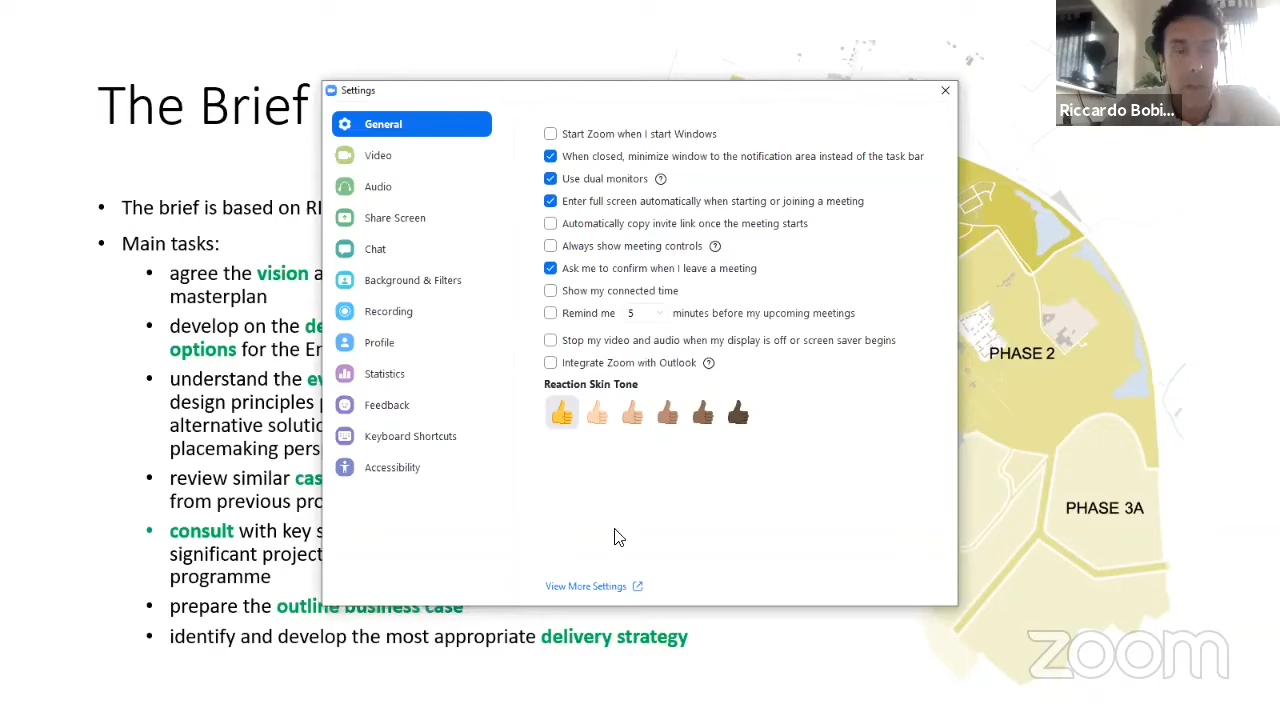 The Brief
• The brief is based on RI
• Main tasks:
• agree the vision a
masterplan
• develop on the de
options for the En
• understand the ev
design principles p
alternative solutio
placemaking pers
• review similar cas
from previous pro
• consult with key s
significant project
programme
• prepare the outline business case
• identify and develop the most appropriate delivery strategy
Settings
General
Video
Audio
Share Screen
Chat
Background & Filters
Recording
Profile
Statistics
Feedback
Keyboard Shortcuts
Accessibility
Start Zoom when I start Windows
When closed, minimize window to the notification area instead of the task bar
Use dual monitors
Enter full screen automatically when starting or joining a meeting
Automatically copy invite link once the meeting starts
Always show meeting controls
Ask me to confirm when I leave a meeting
Show my connected time
Remind me 5 minutes before my upcoming meetings
Stop my video and audio when my display is off or screen saver begins
Integrate Zoom with Outlook
Reaction Skin Tone
View More Settings
Riccardo Bobi...
PHASE 2
PHASE 3A
zoom